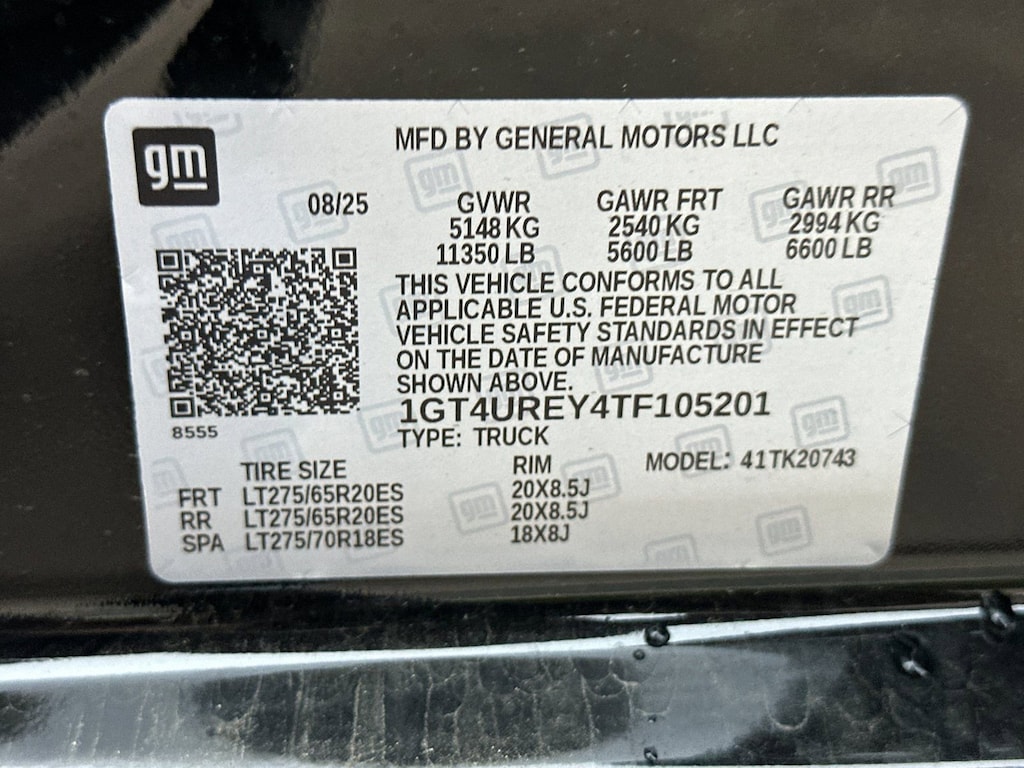 gm
MFD BY GENERAL MOTORS LLC
08/25 GVWR GAWR FRT GAWR RR
5148 KG 2540 KG 2994 KG
11350 LB 5600 LB 6600 LB
THIS VEHICLE CONFORMS TO ALL
APPLICABLE U.S. FEDERAL MOTOR
VEHICLE SAFETY STANDARDS IN EFFECT
ON THE DATE OF MANUFACTURE
SHOWN ABOVE.
1GT4UREY4TF105201
8555
TYPE: TRUCK
TIRE SIZE RIM MODEL: 41TK20743
FRT LT275/65R20ES 20X8.5J
RR LT275/65R20ES 20X8.5J
SPA LT275/70R18ES 18X8J